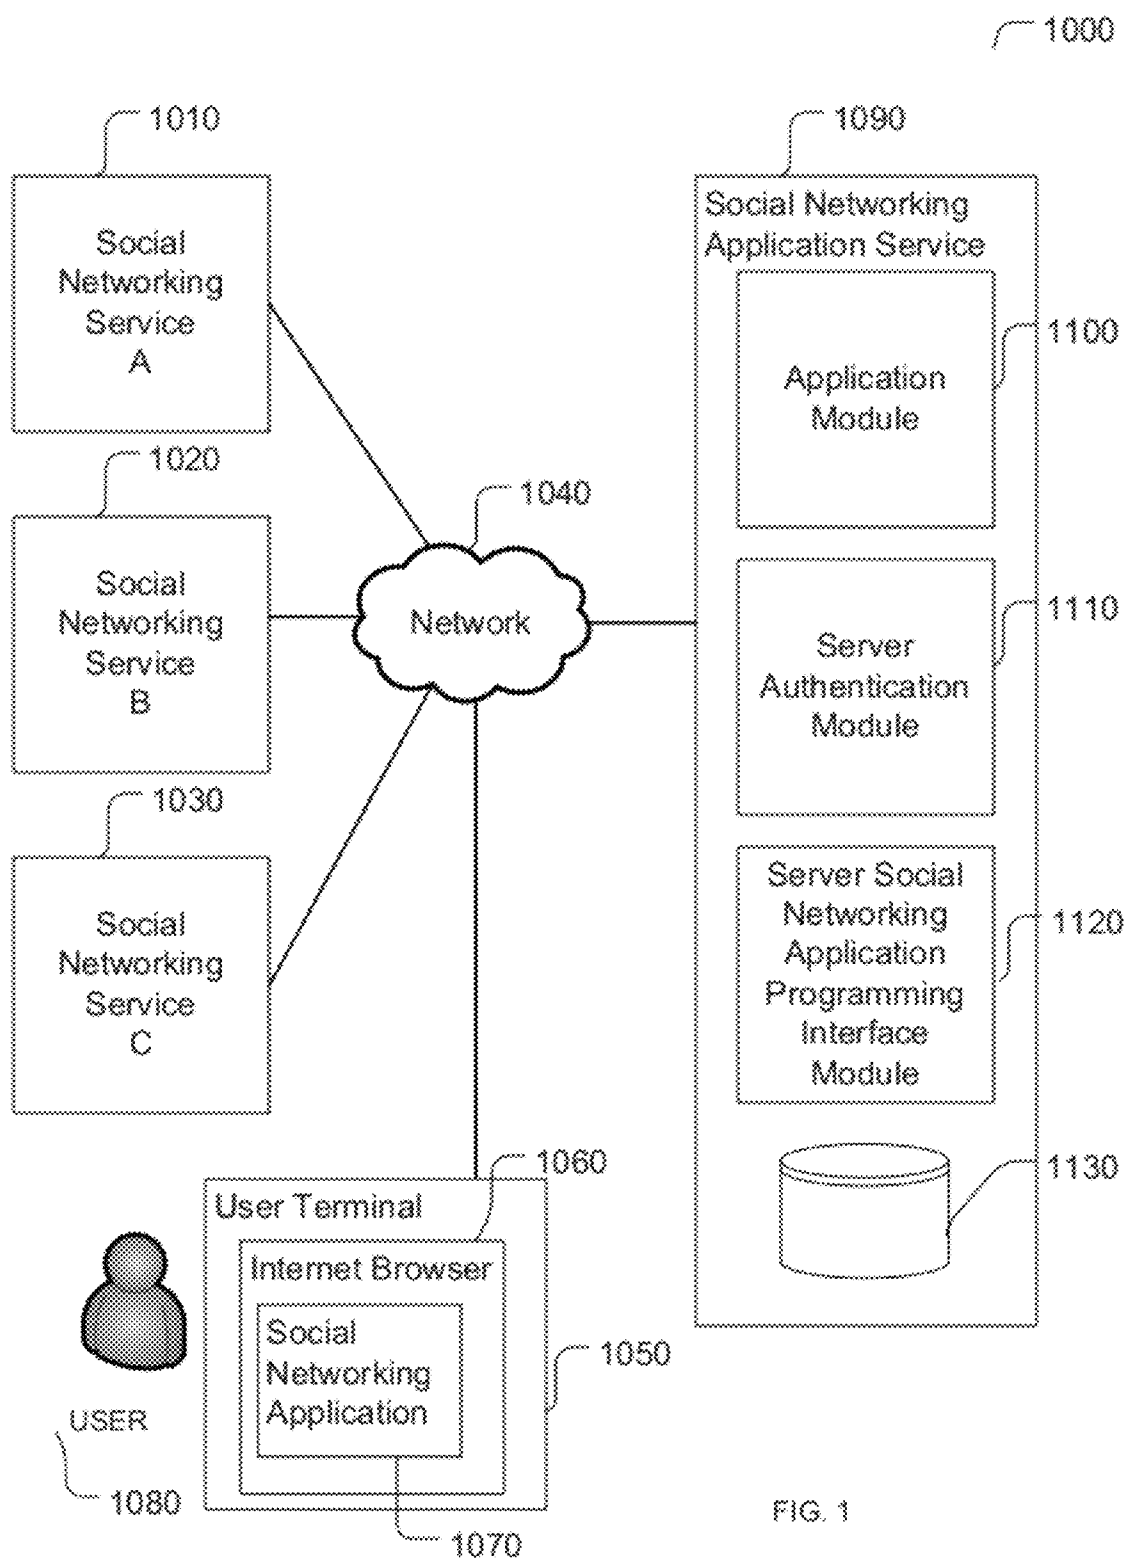 1000
1010
Social
Networking
Service
A
1020
Social
Networking
Service
B
1030
Social
Networking
Service
C
1040
Network
1090
Social Networking
Application Service
Application
Module
1100
Server
Authentication
Module
1110
Server Social
Networking
Application
Programming
Interface
Module
1120
1130
1060
User Terminal
Internet Browser
Social
Networking
Application
1050
1070
USER
1080
FIG. 1